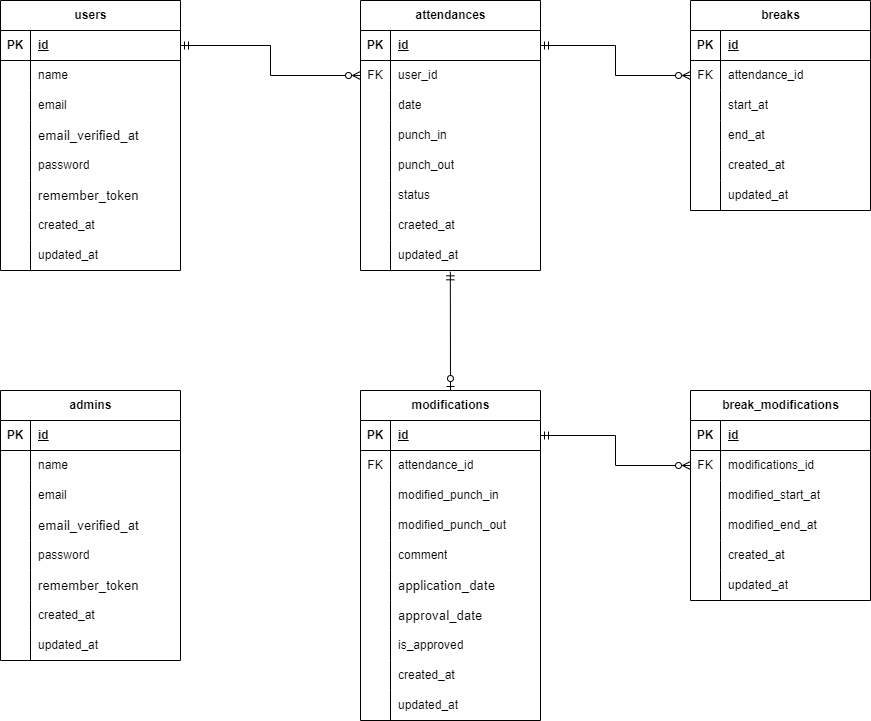 users
PK id
name
email
email_verified_at
password
remember_token
created_at
updated_at
attendances
PK id
FK user_id
date
punch_in
punch_out
status
craeted_at
updated_at
breaks
PK id
FK attendance_id
start_at
end_at
created_at
updated_at
admins
PK id
name
email
email_verified_at
password
remember_token
created_at
updated_at
modifications
PK id
FK attendance_id
modified_punch_in
modified_punch_out
comment
application_date
approval_date
is_approved
created_at
updated_at
break_modifications
PK id
FK modifications_id
modified_start_at
modified_end_at
created_at
updated_at